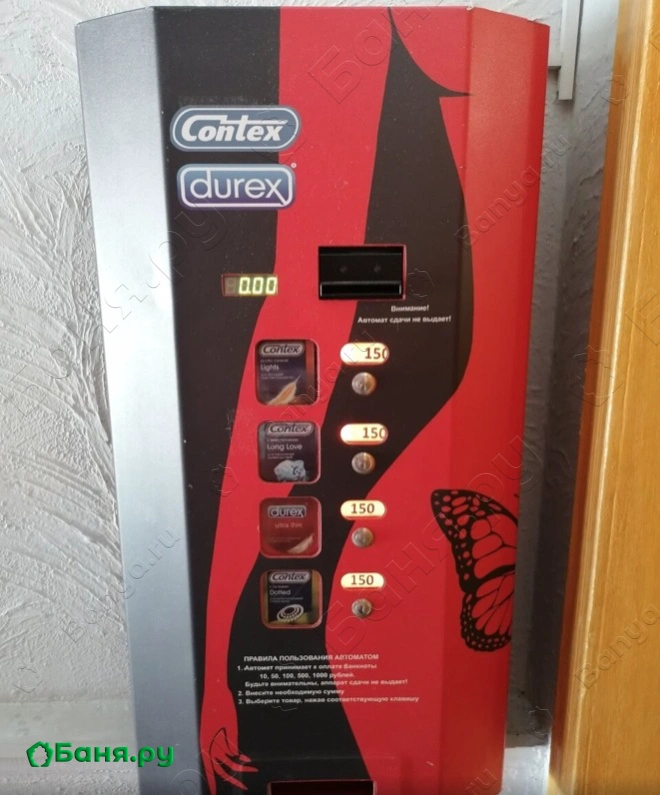 Contex
durex
0.00
Внимание!
Автомат сдачи не выдает!
Contex
Lights
150
Contex
Long Love
150
durex
ultra thin
150
Contex
Dotted
150
ПРАВИЛА ПОЛЬЗОВАНИЯ АВТОМАТОМ
1. Автомат принимает к оплате банкноты
10, 50, 100, 500, 1000 рублей.
Будьте внимательны, аппарат сдачи не выдает!
2. Внесите необходимую сумму
3. Выберите товар, нажав соответствующую клавишу
Баня.ру